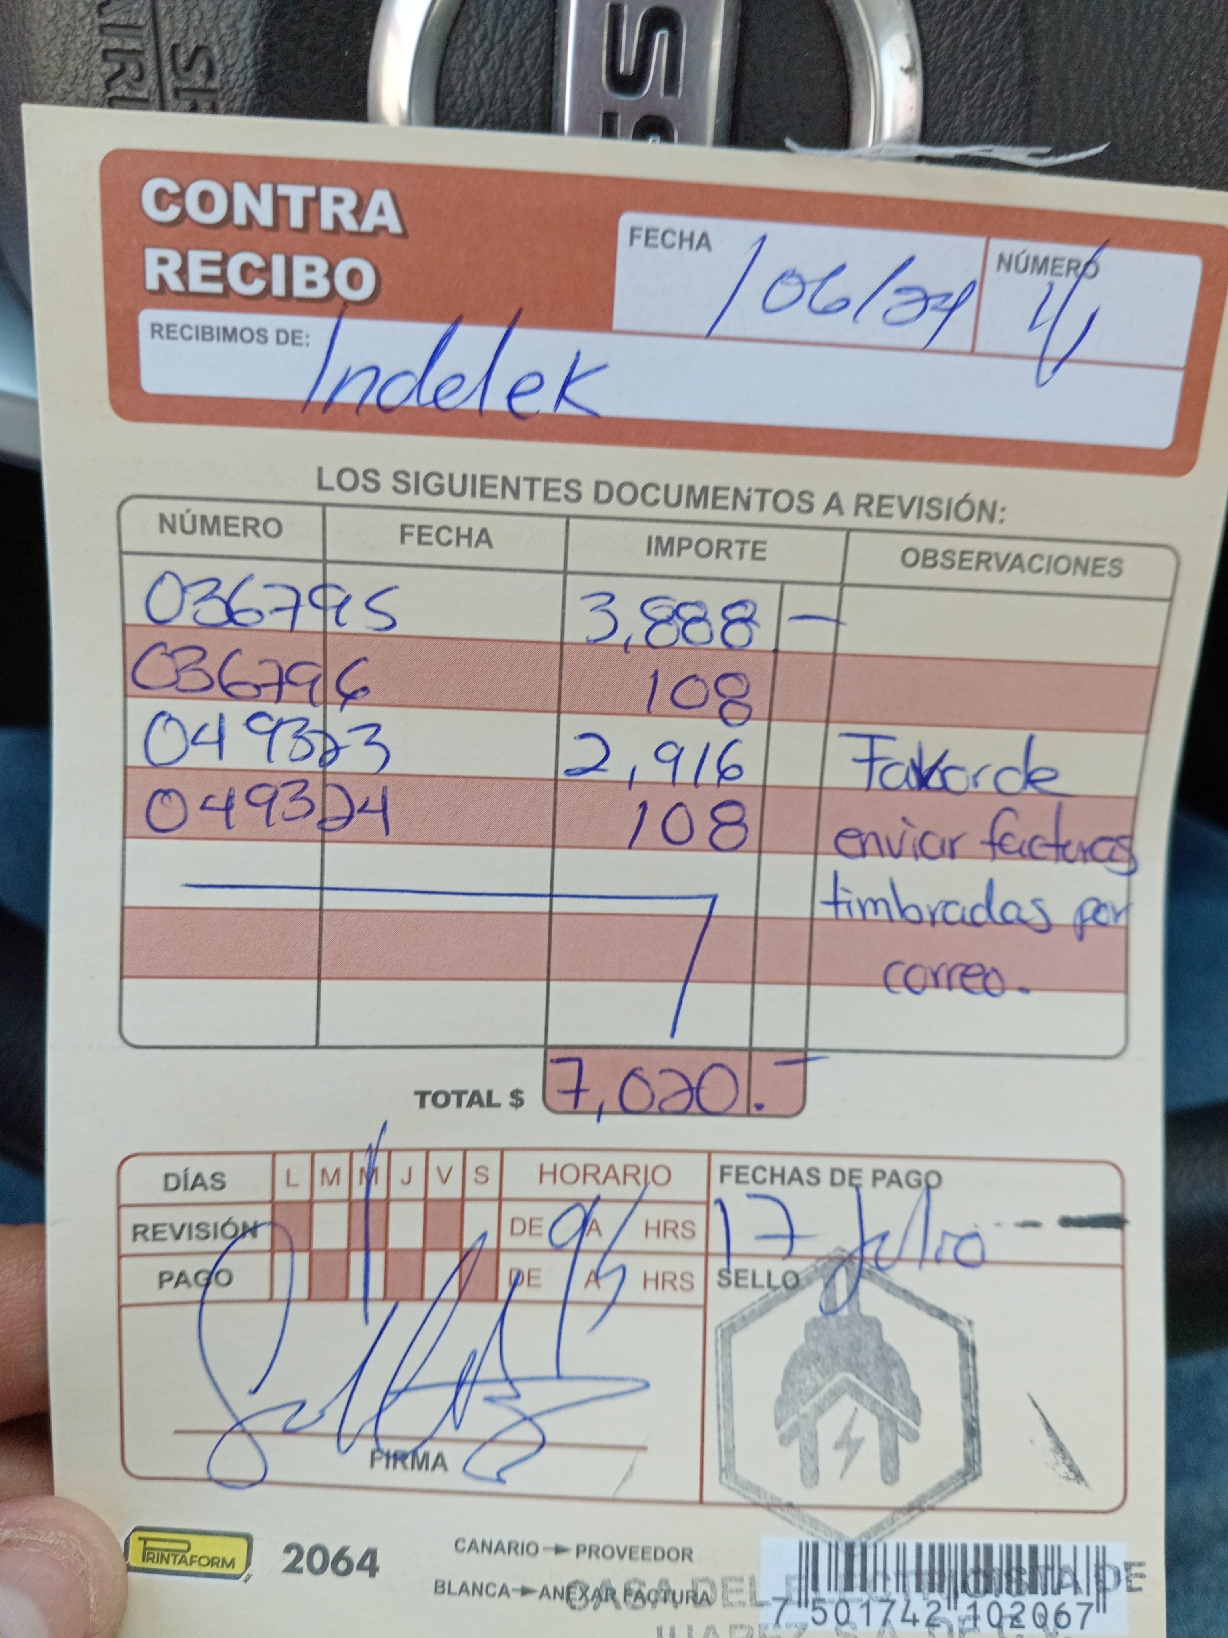 CONTRA
RECIBO
FECHA /06/24
NÚMERO
RECIBIMOS DE: Indelek
LOS SIGUIENTES DOCUMENTOS A REVISIÓN:
NÚMERO FECHA IMPORTE OBSERVACIONES
036795 3,888 —
036796 108
049323 2,916 Favor de
049324 108 enviar facturas
timbradas por
correo.
TOTAL $ 7,020.—
DÍAS L M M J V S HORARIO FECHAS DE PAGO
REVISIÓN DE A HRS 17 Julio
PAGO DE A HRS SELLO
FIRMA
PRINTAFORM 2064
CANARIO PROVEEDOR
BLANCA ANEXAR FACTURA
CASA DEL
7 501742 102067